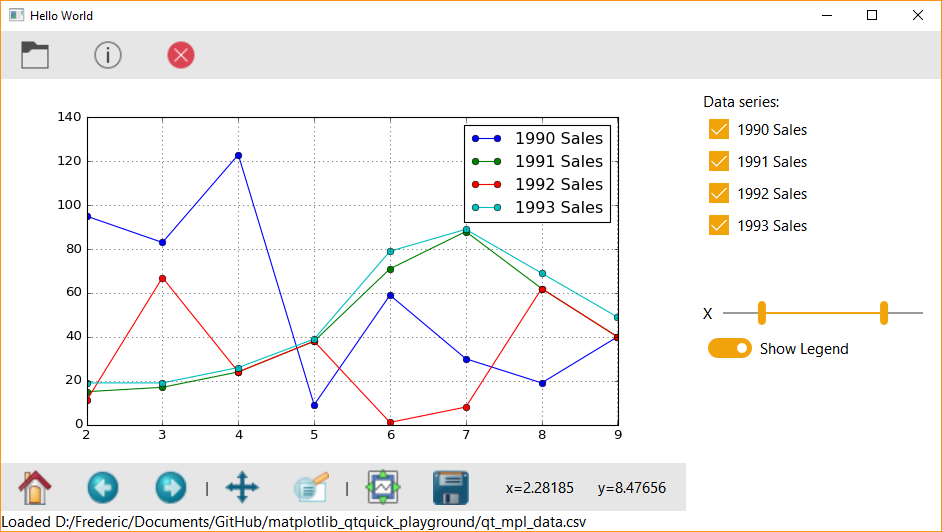 Hello World
Data series:
1990 Sales
1991 Sales
1992 Sales
1993 Sales
140
120
100
80
60
40
20
0
2 3 4 5 6 7 8 9
1990 Sales
1991 Sales
1992 Sales
1993 Sales
X
Show Legend
x=2.28185 y=8.47656
Loaded D:/Frederic/Documents/GitHub/matplotlib_qtquick_playground/qt_mpl_data.csv